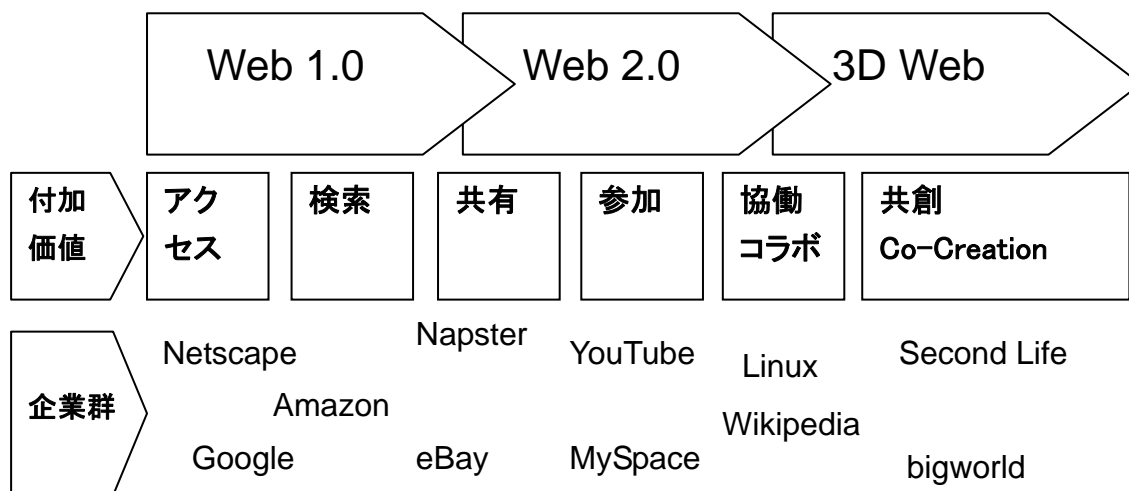 Web 1.0
Web 2.0
3D Web
付加
価値
アク
セス
検索
共有
参加
協働
コラボ
共創
Co-Creation
企業群
Netscape
Amazon
Google
Napster
eBay
YouTube
MySpace
Linux
Wikipedia
Second Life
bigworld